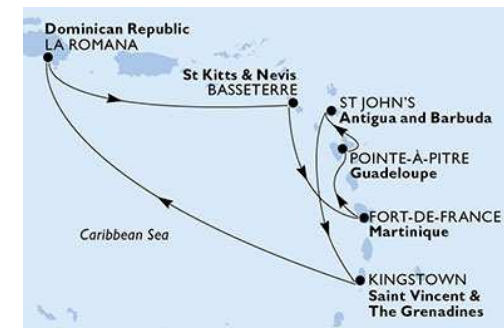 Dominican Republic
LA ROMANA
St Kitts & Nevis
BASSETERRE
ST JOHN'S
Antigua and Barbuda
POINTE-À-PITRE
Guadeloupe
FORT-DE-FRANCE
Martinique
Caribbean Sea
KINGSTOWN
Saint Vincent &
The Grenadines